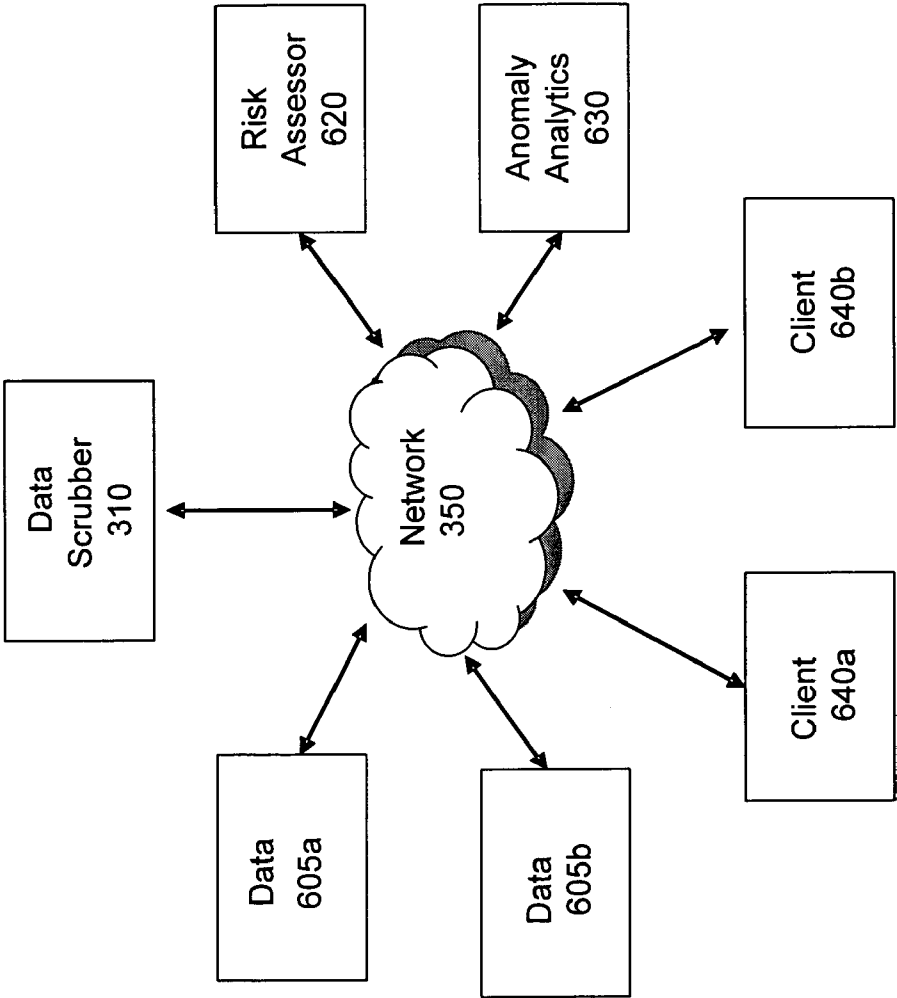 Data
Scrubber
310
Data
605a
Risk
Assessor
620
Network
350
Data
605b
Anomaly
Analytics
630
Client
640a
Client
640b